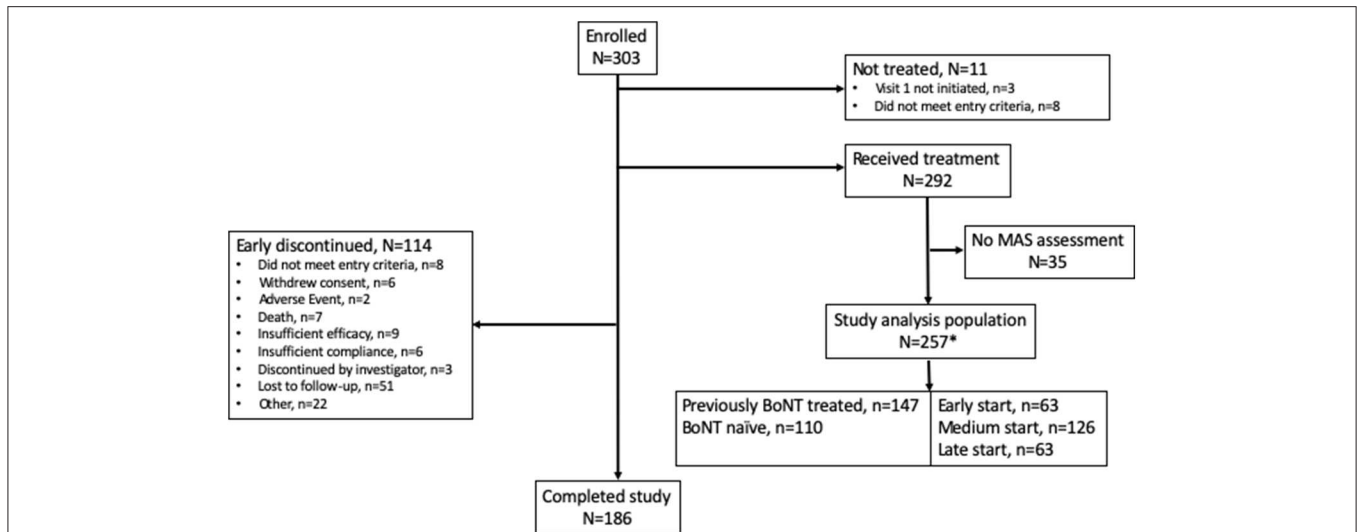 Enrolled
N=303
Not treated, N=11
• Visit 1 not initiated, n=3
• Did not meet entry criteria, n=8
Received treatment
N=292
No MAS assessment
N=35
Early discontinued, N=114
• Did not meet entry criteria, n=8
• Withdrew consent, n=6
• Adverse Event, n=2
• Death, n=7
• Insufficient efficacy, n=9
• Insufficient compliance, n=6
• Discontinued by investigator, n=3
• Lost to follow-up, n=51
• Other, n=22
Study analysis population
N=257*
Previously BoNT treated, n=147
BoNT naïve, n=110
Early start, n=63
Medium start, n=126
Late start, n=63
Completed study
N=186